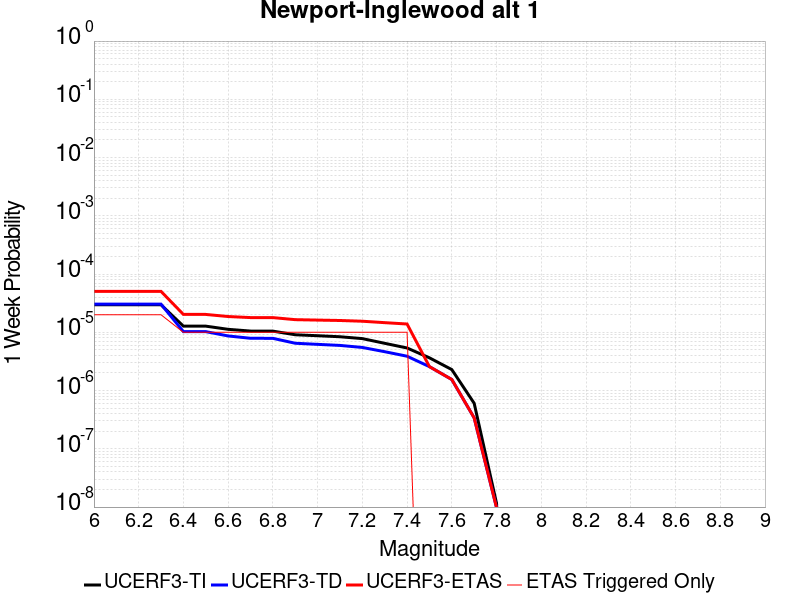 Newport-Inglewood alt 1
10^0
10^-1
10^-2
10^-3
10^-4
10^-5
10^-6
10^-7
10^-8
1 Week Probability
6 6.2 6.4 6.6 6.8 7 7.2 7.4 7.6 7.8 8 8.2 8.4 8.6 8.8 9
Magnitude
UCERF3-TI UCERF3-TD UCERF3-ETAS ETAS Triggered Only